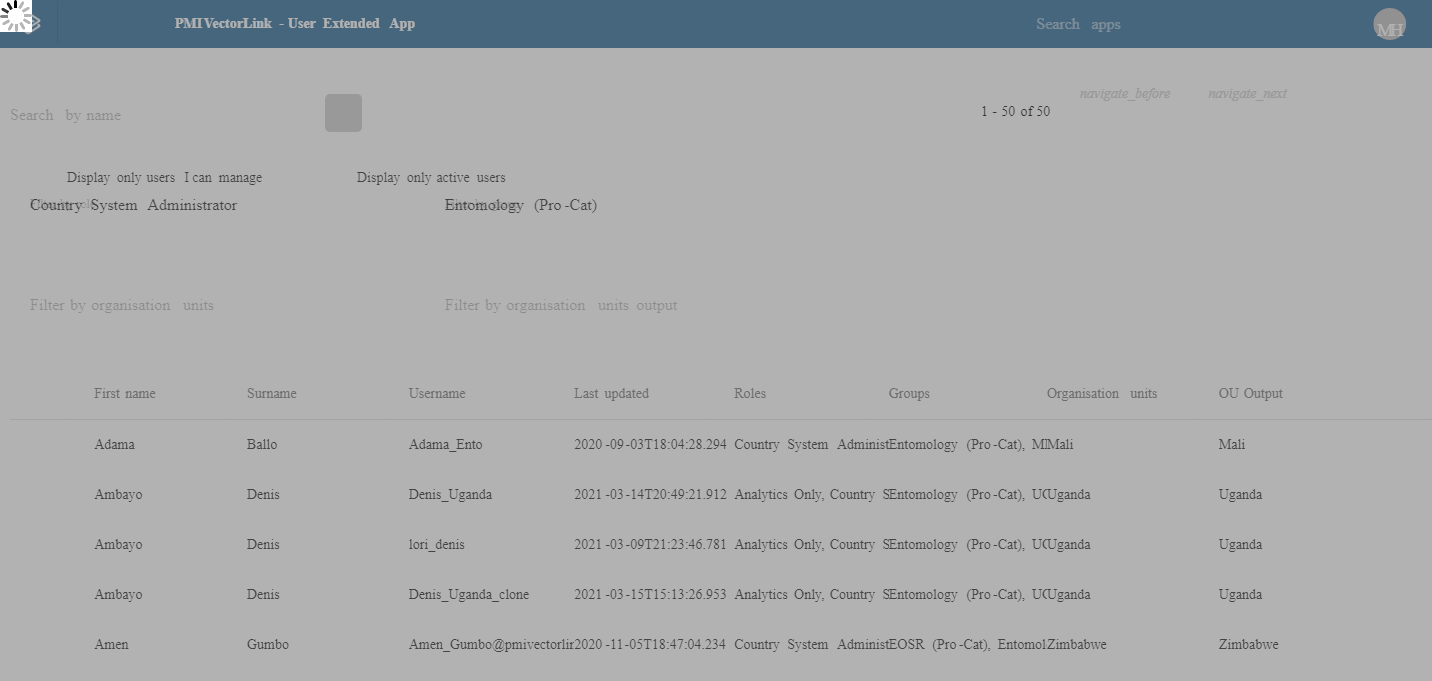 PMI VectorLink - User Extended App
Search apps
MH
navigate_before navigate_next
Search by name
1 - 50 of 50
Display only users I can manage Display only active users
Country System Administrator Entomology (Pro-Cat)
Filter by organisation units Filter by organisation units output
First name Surname Username Last updated Roles Groups Organisation units OU Output
Adama Ballo Adama_Ento 2020-09-03T18:04:28.294 Country System Administ Entomology (Pro-Cat), Mali Mali
Ambayo Denis Denis_Uganda 2021-03-14T20:49:21.912 Analytics Only, Country S Entomology (Pro-Cat), Uganda Uganda
Ambayo Denis lori_denis 2021-03-09T21:23:46.781 Analytics Only, Country S Entomology (Pro-Cat), Uganda Uganda
Ambayo Denis Denis_Uganda_clone 2021-03-15T15:13:26.953 Analytics Only, Country S Entomology (Pro-Cat), Uganda Uganda
Amen Gumbo Amen_Gumbo@pmivectorlin 2020-11-05T18:47:04.234 Country System Administ EOSR (Pro-Cat), Entomol Zimbabwe Zimbabwe